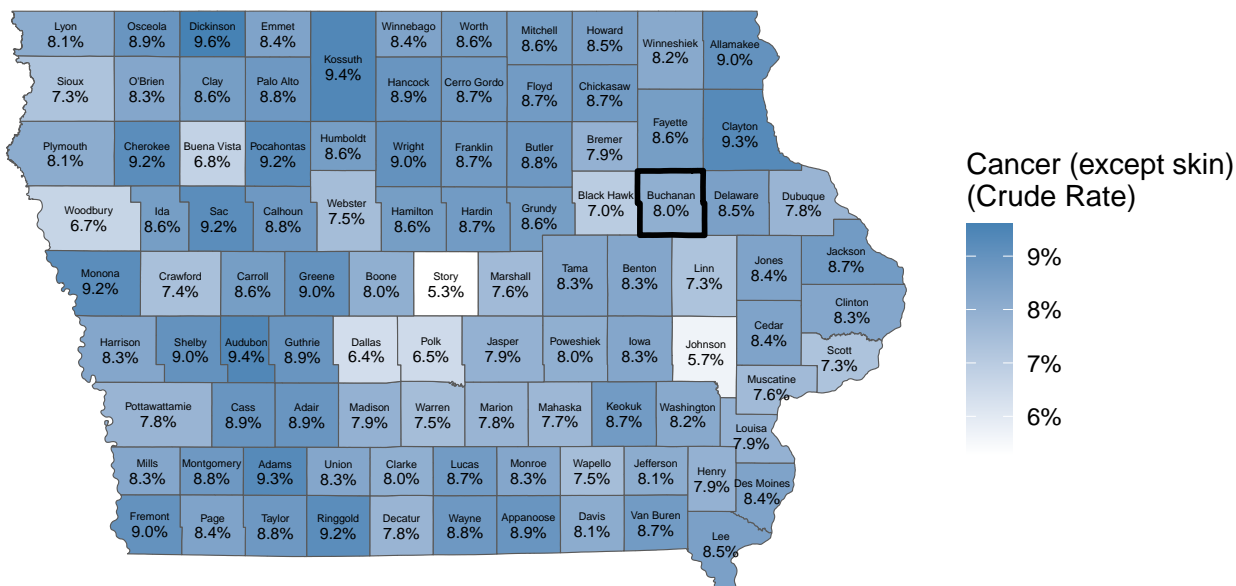 Lyon
8.1%
Osceola
8.9%
Dickinson
9.6%
Emmet
8.4%
Kossuth
9.4%
Winnebago
8.4%
Worth
8.6%
Mitchell
8.6%
Howard
8.5%
Winneshiek
8.2%
Allamakee
9.0%
Sioux
7.3%
O'Brien
8.3%
Clay
8.6%
Palo Alto
8.8%
Hancock
8.9%
Cerro Gordo
8.7%
Floyd
8.7%
Chickasaw
8.7%
Fayette
8.6%
Clayton
9.3%
Plymouth
8.1%
Cherokee
9.2%
Buena Vista
6.8%
Pocahontas
9.2%
Humboldt
8.6%
Wright
9.0%
Franklin
8.7%
Butler
8.8%
Bremer
7.9%
Woodbury
6.7%
Ida
8.6%
Sac
9.2%
Calhoun
8.8%
Webster
7.5%
Hamilton
8.6%
Hardin
8.7%
Grundy
8.6%
Black Hawk
7.0%
Buchanan
8.0%
Delaware
8.5%
Dubuque
7.8%
Monona
9.2%
Crawford
7.4%
Carroll
8.6%
Greene
9.0%
Boone
8.0%
Story
5.3%
Marshall
7.6%
Tama
8.3%
Benton
8.3%
Linn
7.3%
Jones
8.4%
Jackson
8.7%
Clinton
8.3%
Harrison
8.3%
Shelby
9.0%
Audubon
9.4%
Guthrie
8.9%
Dallas
6.4%
Polk
6.5%
Jasper
7.9%
Poweshiek
8.0%
Iowa
8.3%
Johnson
5.7%
Cedar
8.4%
Scott
7.3%
Muscatine
7.6%
Pottawattamie
7.8%
Cass
8.9%
Adair
8.9%
Madison
7.9%
Warren
7.5%
Marion
7.8%
Mahaska
7.7%
Keokuk
8.7%
Washington
8.2%
Louisa
7.9%
Mills
8.3%
Montgomery
8.8%
Adams
9.3%
Union
8.3%
Clarke
8.0%
Lucas
8.7%
Monroe
8.3%
Wapello
7.5%
Jefferson
8.1%
Henry
7.9%
Des Moines
8.4%
Fremont
9.0%
Page
8.4%
Taylor
8.8%
Ringgold
9.2%
Decatur
7.8%
Wayne
8.8%
Appanoose
8.9%
Davis
8.1%
Van Buren
8.7%
Lee
8.5%
Cancer (except skin)
(Crude Rate)
9%
8%
7%
6%